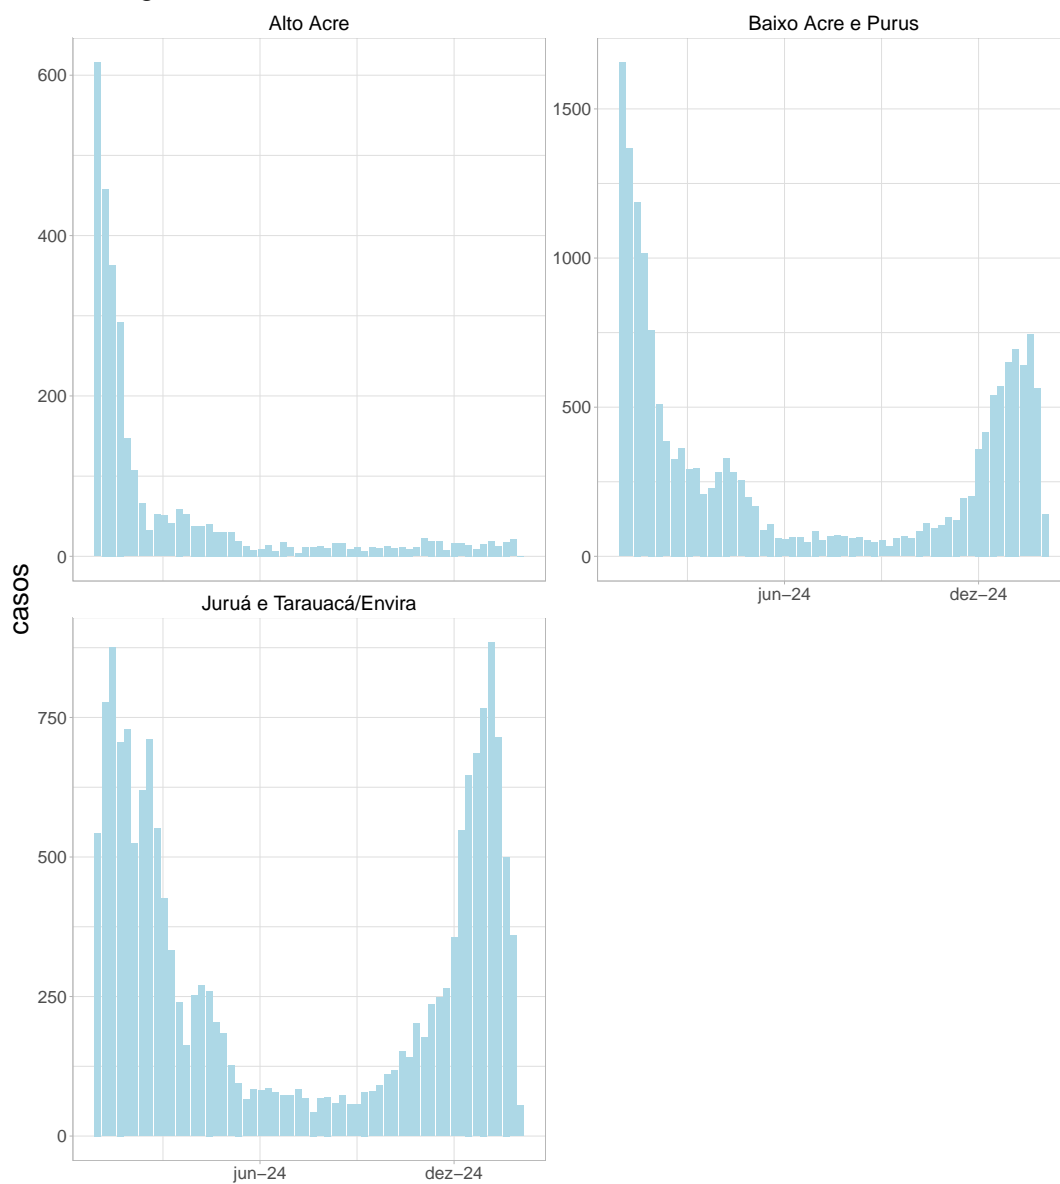 Alto Acre
Baixo Acre e Purus
600
400
200
0
1500
1000
500
0
jun−24
dez−24
casos
Juruá e Tarauacá/Envira
750
500
250
0
jun−24
dez−24